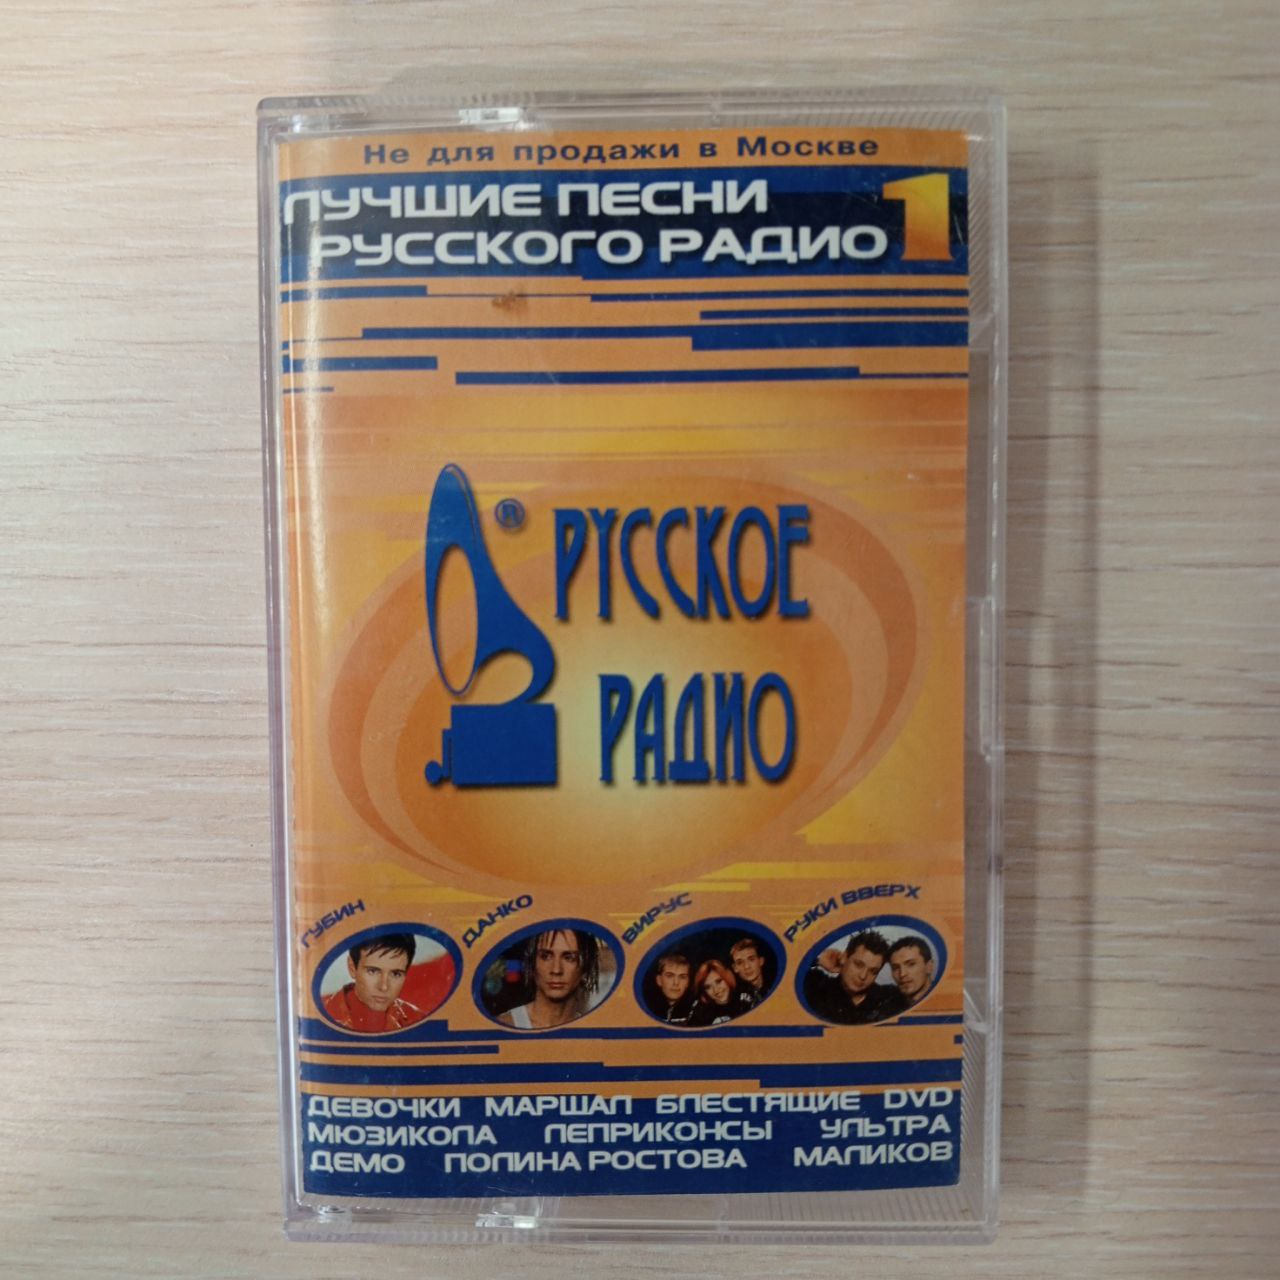 Не для продажи в Москве
ЛУЧШИЕ ПЕСНИ
РУССКОГО РАДИО 1
® РУССКОЕ
РАДИО
ГУБИН ДАНКО ВИРУС РУКИ ВВЕРХ
ДЕВОЧКИ МАРШАЛ БЛЕСТЯЩИЕ DVD
МЮЗИКОЛА ЛЕПРИКОНСЫ УЛЬТРА
ДЕМО ПОЛИНА РОСТОВА МАЛИКОВ